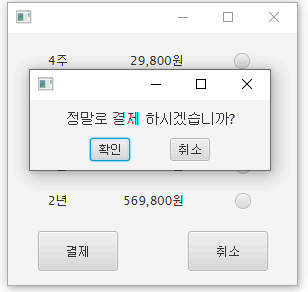 4주 29,800원
정말로 결제 하시겠습니까?
확인 취소
2년 569,800원
결제 취소